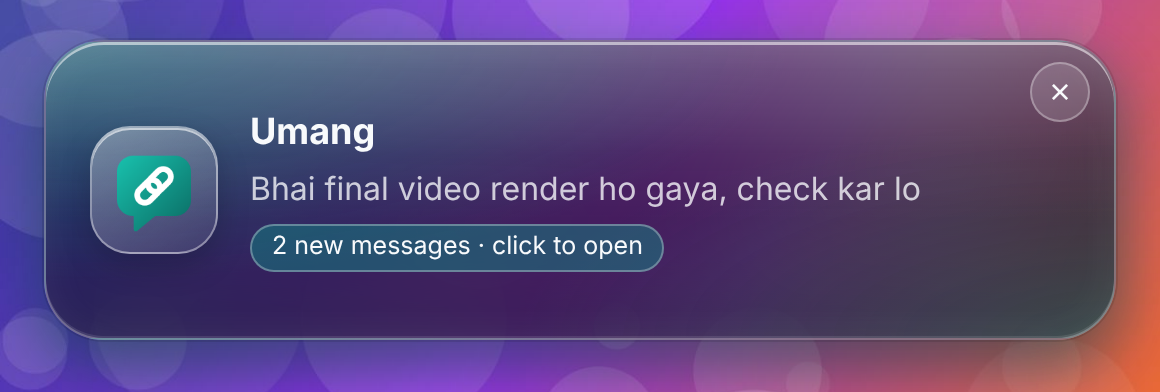 Umang
Bhai final video render ho gaya, check kar lo
2 new messages · click to open